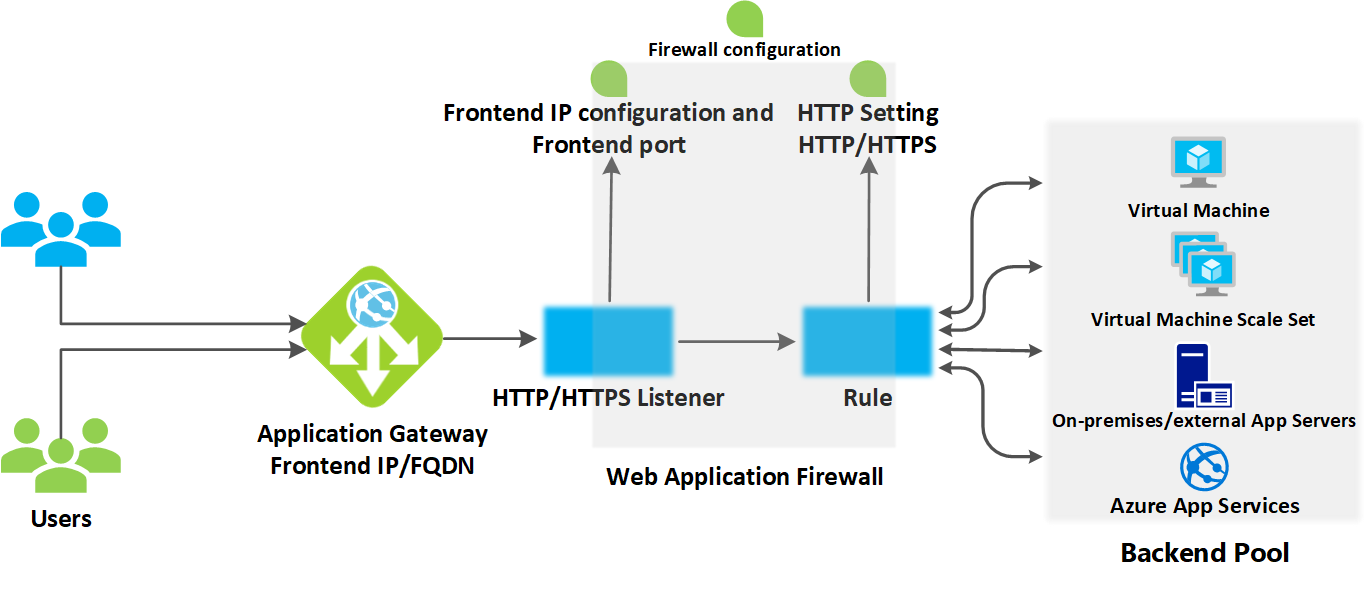 Firewall configuration
Frontend IP configuration and
Frontend port
HTTP Setting
HTTP/HTTPS
Virtual Machine
Virtual Machine Scale Set
HTTP/HTTPS Listener
Rule
On-premises/external App Servers
Application Gateway
Frontend IP/FQDN
Web Application Firewall
Azure App Services
Users
Backend Pool